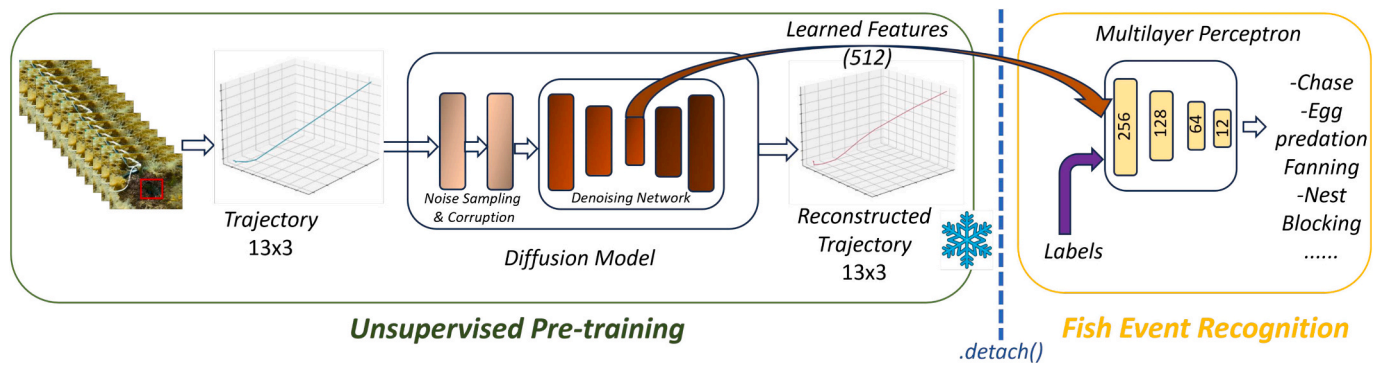 Learned Features
(512)
Trajectory
13x3
Noise Sampling
& Corruption
Denoising Network
Diffusion Model
Reconstructed
Trajectory
13x3
Unsupervised Pre-training
.detach()
Multilayer Perceptron
256
128
64
12
Labels
-Chase
-Egg
predation
Fanning
-Nest
Blocking
......
Fish Event Recognition